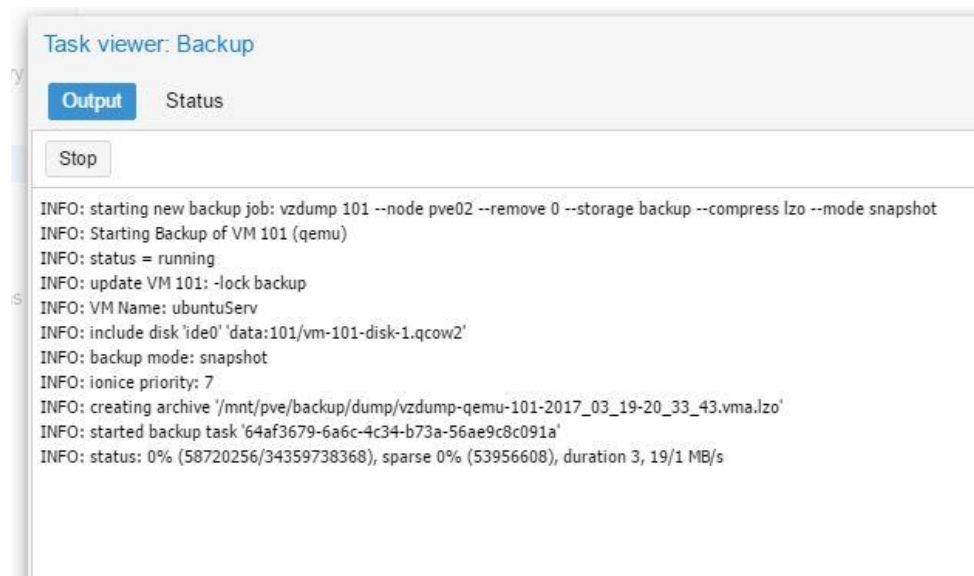 Task viewer: Backup
ry
Output Status
Stop
INFO: starting new backup job: vzdump 101 --node pve02 --remove 0 --storage backup --compress lzo --mode snapshot
INFO: Starting Backup of VM 101 (qemu)
INFO: status = running
INFO: update VM 101: -lock backup
INFO: VM Name: ubuntuServ
INFO: include disk 'ide0' 'data:101/vm-101-disk-1.qcow2'
INFO: backup mode: snapshot
INFO: ionice priority: 7
INFO: creating archive '/mnt/pve/backup/dump/vzdump-qemu-101-2017_03_19-20_33_43.vma.lzo'
INFO: started backup task '64af3679-6a6c-4c34-b73a-56ae9c8c091a'
INFO: status: 0% (58720256/34359738368), sparse 0% (53956608), duration 3, 19/1 MB/s